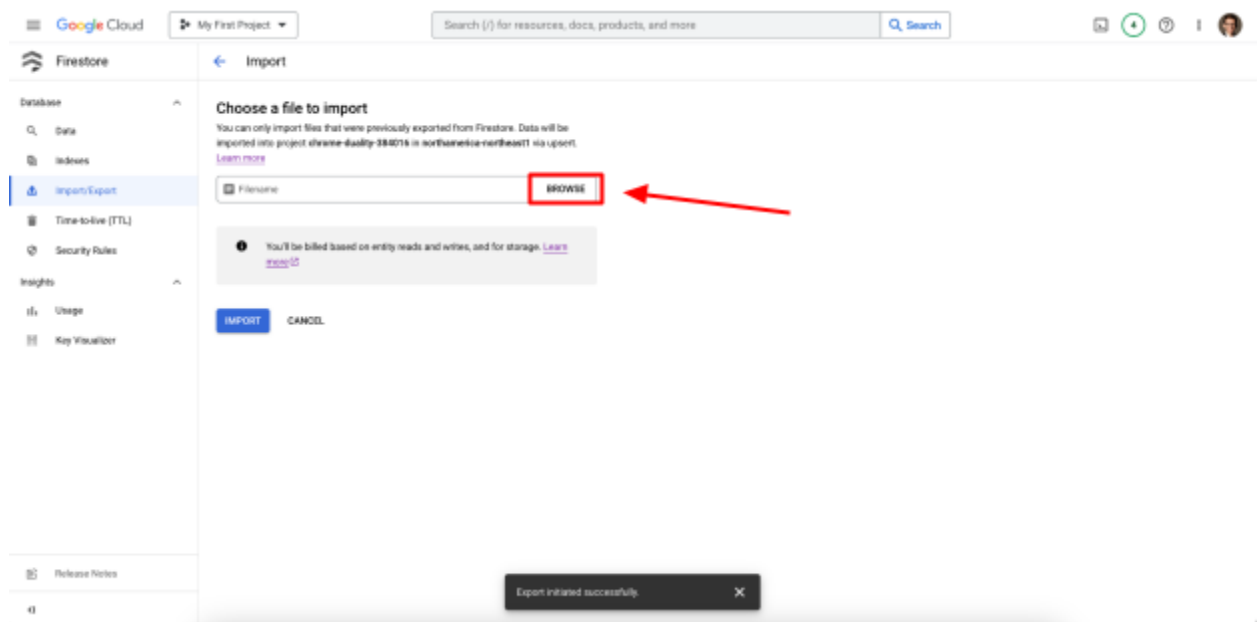 Google Cloud
My First Project
Search (/) for resources, docs, products, and more
Search
4
Firestore
Import
Database
Data
Indexes
Import/Export
Time-to-live (TTL)
Security Rules
Insights
Usage
Key Visualizer
Release Notes
Choose a file to import
You can only import files that were previously exported from Firestore. Data will be
imported into project chrome-duality-384016 in northamerica-northeast1 via upsert.
Learn more
Filename
BROWSE
You'll be billed based on entity reads and writes, and for storage. Learn
more
IMPORT
CANCEL
Export initiated successfully.